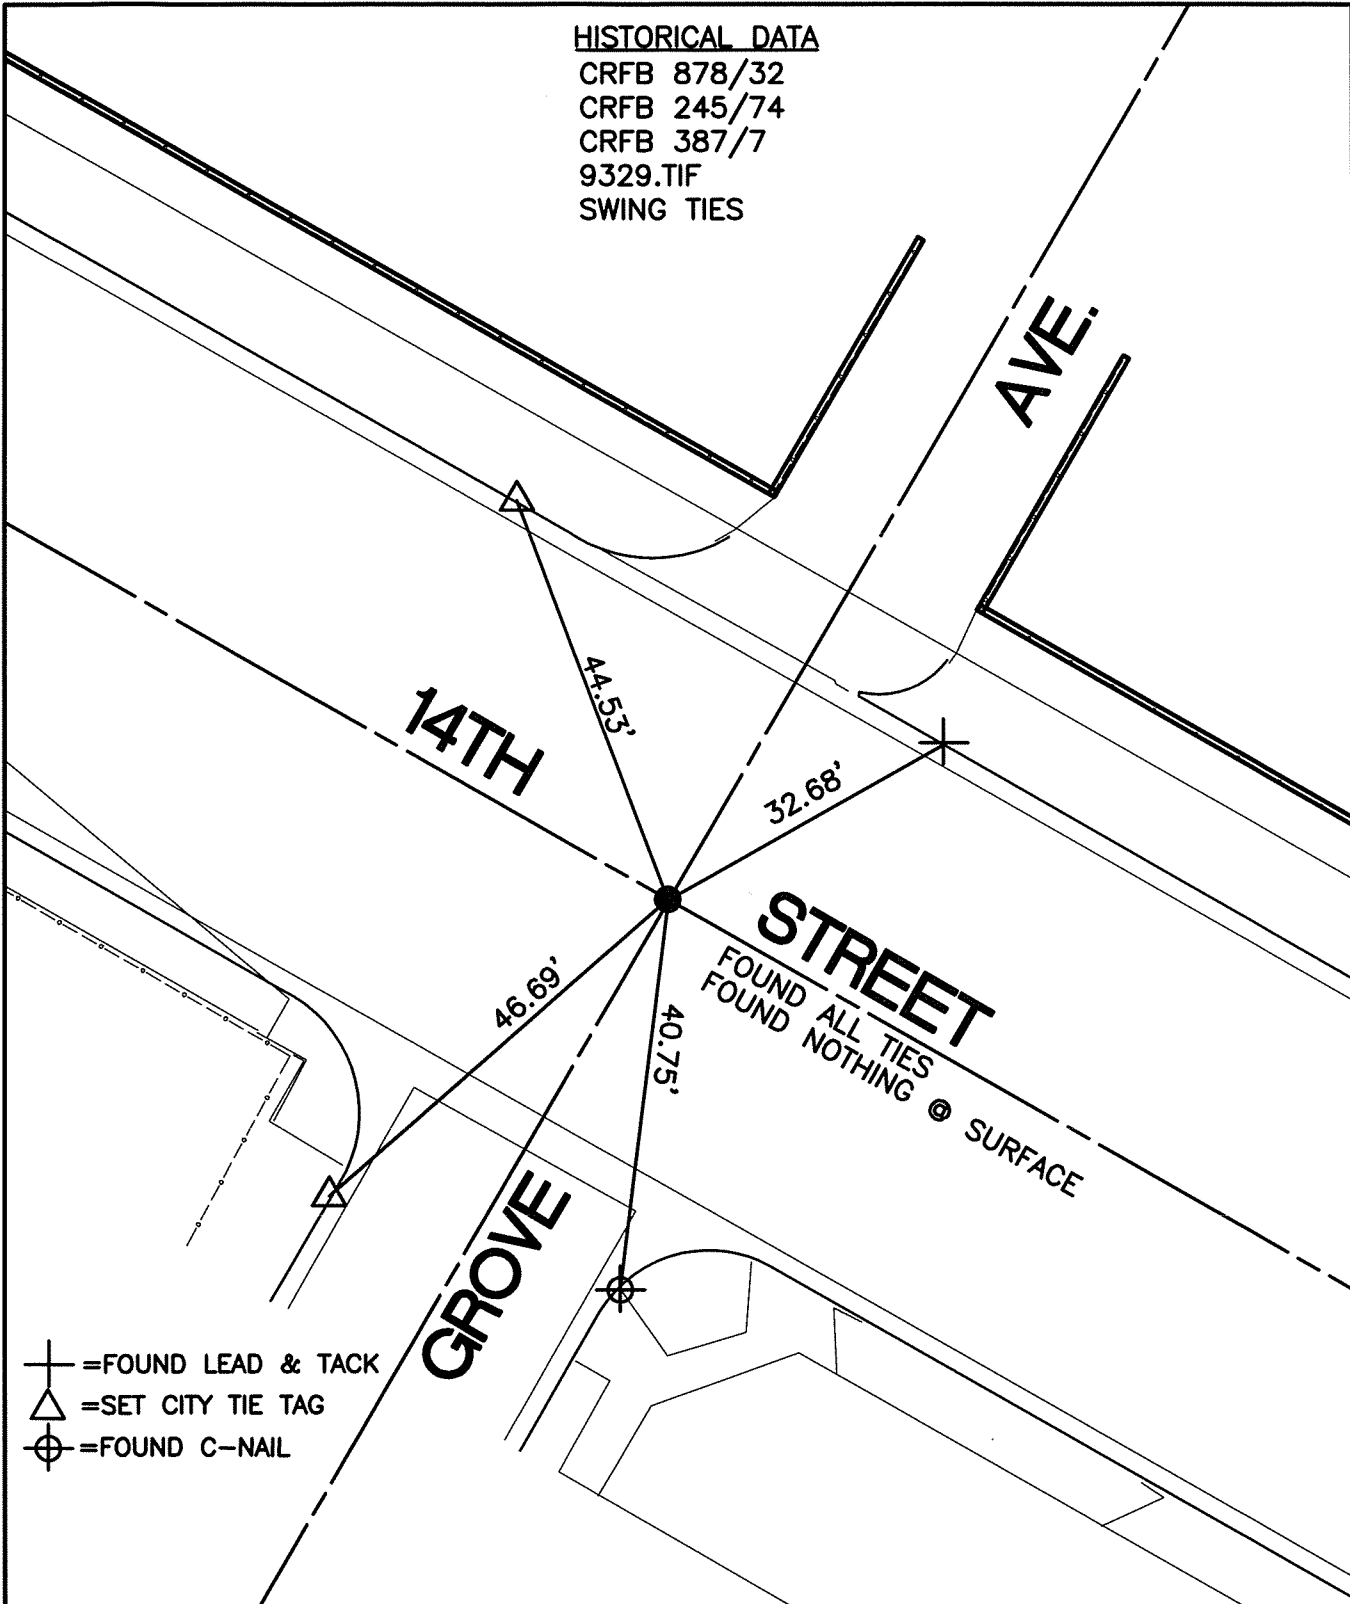 HISTORICAL DATA
CRFB 878/32
CRFB 245/74
CRFB 387/7
9329.TIF
SWING TIES
AVE.
44.53'
14TH
32.68'
STREET
FOUND ALL TIES
FOUND NOTHING @ SURFACE
46.69'
40.75'
GROVE
=FOUND LEAD & TACK
=SET CITY TIE TAG
=FOUND C-NAIL